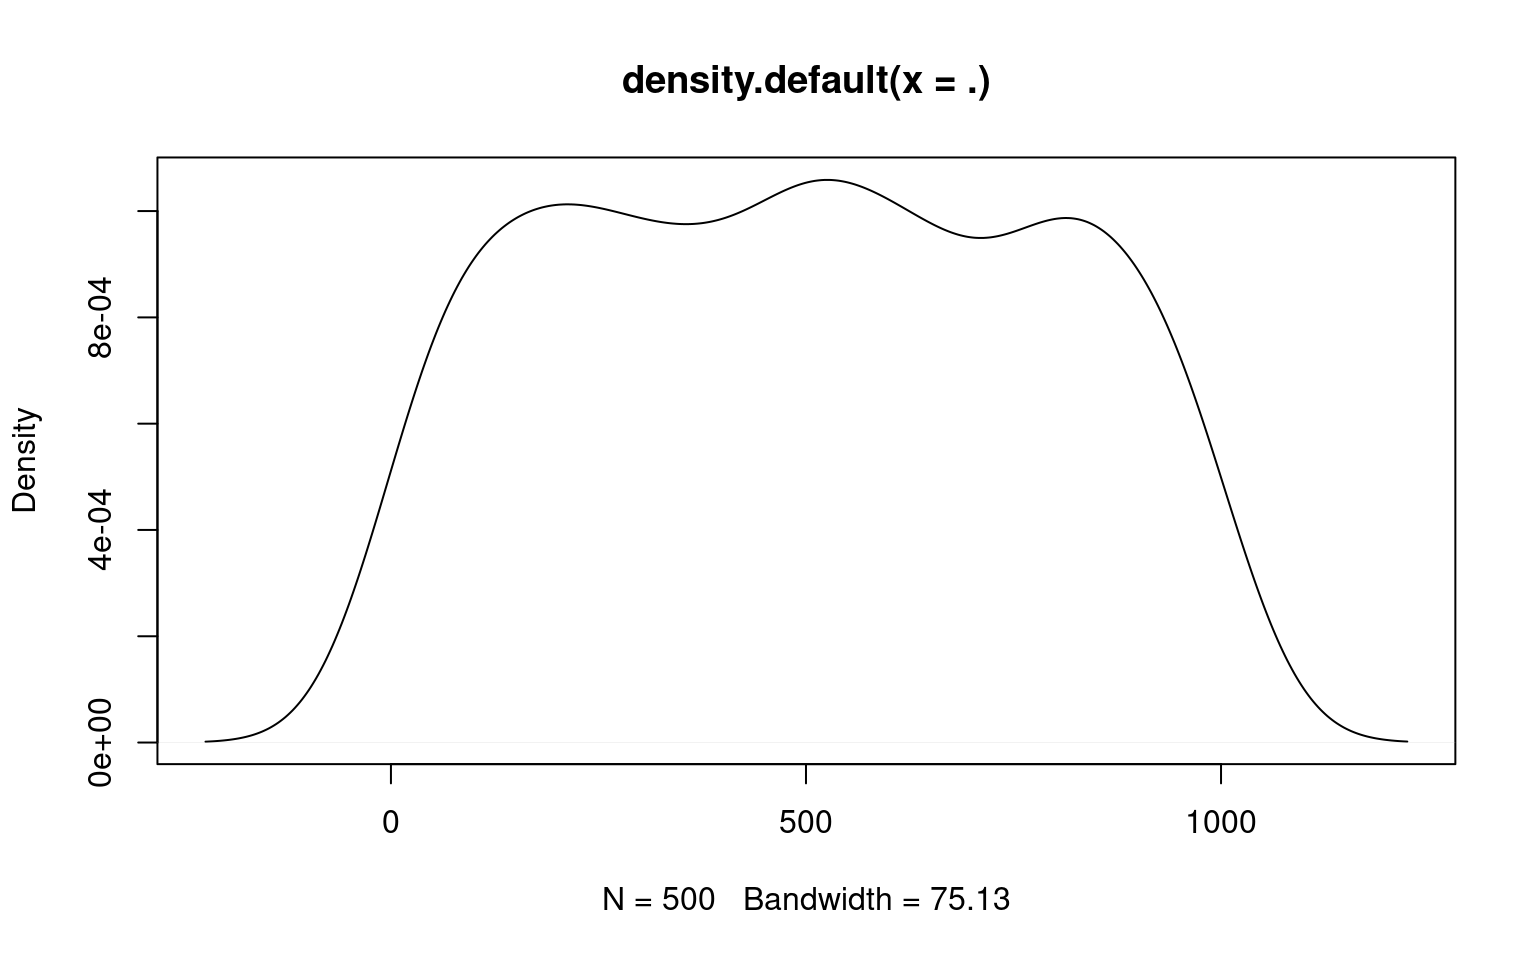 density.default(x = .)
Density
8e-04
4e-04
0e+00
0 500 1000
N = 500 Bandwidth = 75.13